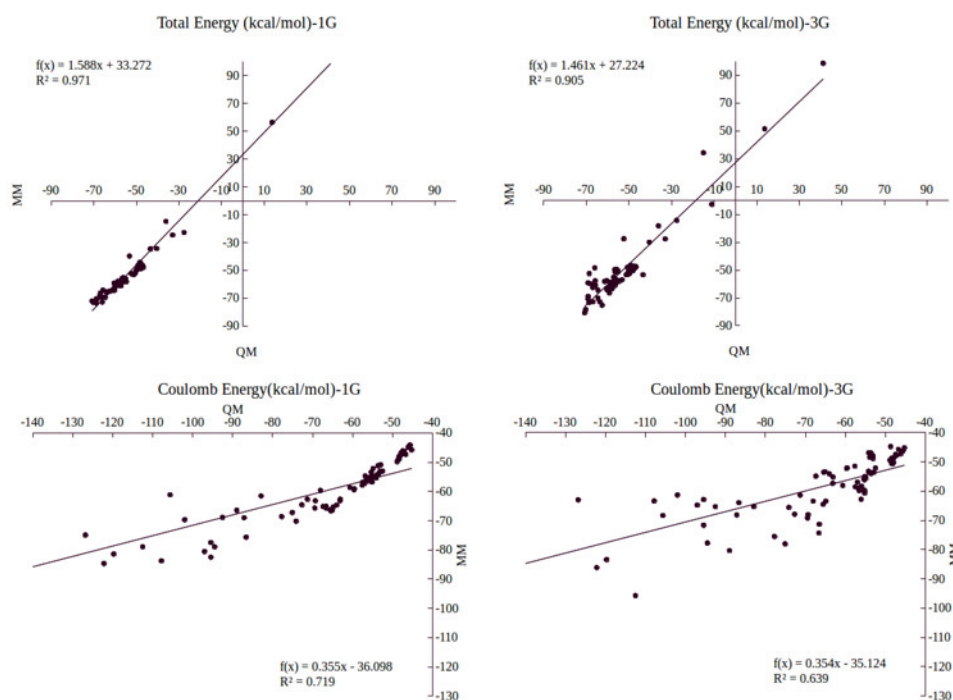 Total Energy (kcal/mol)-1G
f(x) = 1.588x + 33.272
R² = 0.971
90
70
50
30
10
-90 -70 -50 -30 -10 10 30 50 70 90
MM
-10
-30
-50
-70
-90
QM
Total Energy (kcal/mol)-3G
f(x) = 1.461x + 27.224
R² = 0.905
90
70
50
30
10
-90 -70 -50 -30 -10 10 30 50 70 90
MM
-10
-30
-50
-70
-90
QM
Coulomb Energy(kcal/mol)-1G
QM
-140 -130 -120 -110 -100 -90 -80 -70 -60 -50 -40
-40
-50
-60
-70
-80
MM
-90
-100
-110
-120
-130
f(x) = 0.355x - 36.098
R² = 0.719
Coulomb Energy(kcal/mol)-3G
QM
-140 -130 -120 -110 -100 -90 -80 -70 -60 -50 -40
-40
-50
-60
-70
-80
MM
-90
-100
-110
-120
-130
f(x) = 0.354x - 35.124
R² = 0.639